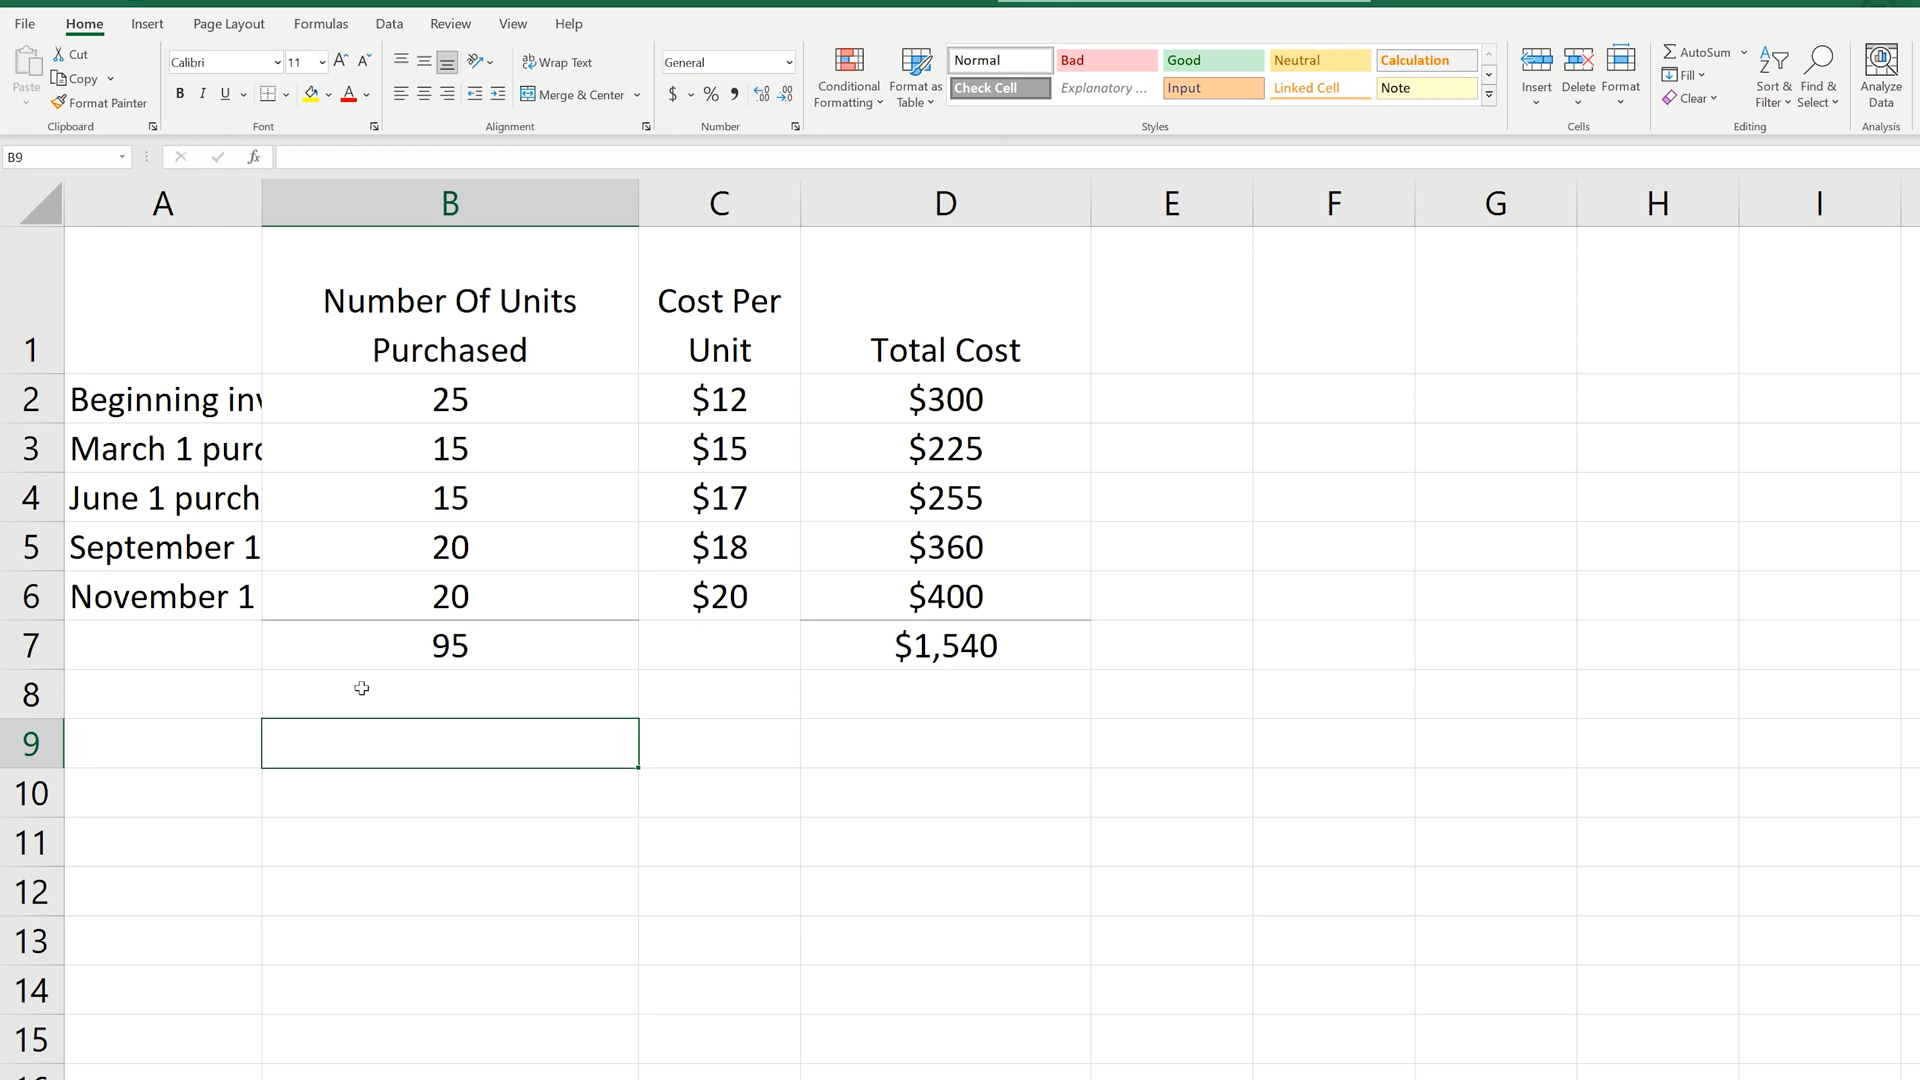 File Home Insert Page Layout Formulas Data Review View Help
Paste Cut Copy Format Painter Clipboard
Calibri 11 A A B I U A Font
ab Wrap Text Merge & Center Alignment
General $ % Number
Conditional Formatting Format as Table
Normal Bad Good Neutral Calculation
Check Cell Explanatory ... Input Linked Cell Note
Styles
Insert Delete Format Cells
AutoSum Fill Clear Sort & Filter Find & Select Editing
Analyze Data Analysis
B9 fx
A B C D E F G H I
1 Number Of Units Purchased Cost Per Unit Total Cost
2 Beginning inv 25 $12 $300
3 March 1 purc 15 $15 $225
4 June 1 purch 15 $17 $255
5 September 1 20 $18 $360
6 November 1 20 $20 $400
7 95 $1,540
8
9
10
11
12
13
14
15